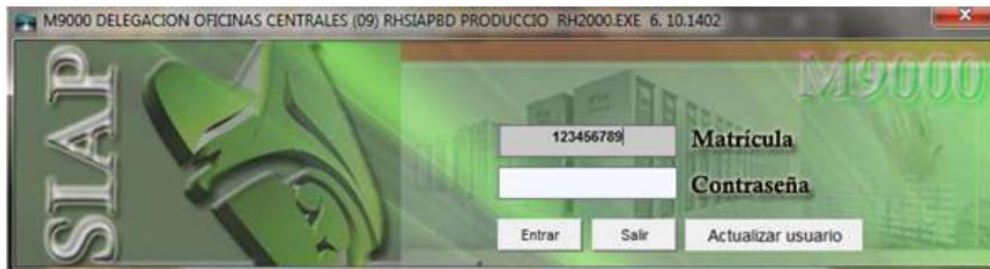 M9000 DELEGACION OFICINAS CENTRALES (09) RHSIAPBD PRODUCCIO RH2000.EXE 6. 10.1402
SIAP
M9000
123456789 Matrícula
Contraseña
Entrar Salir Actualizar usuario